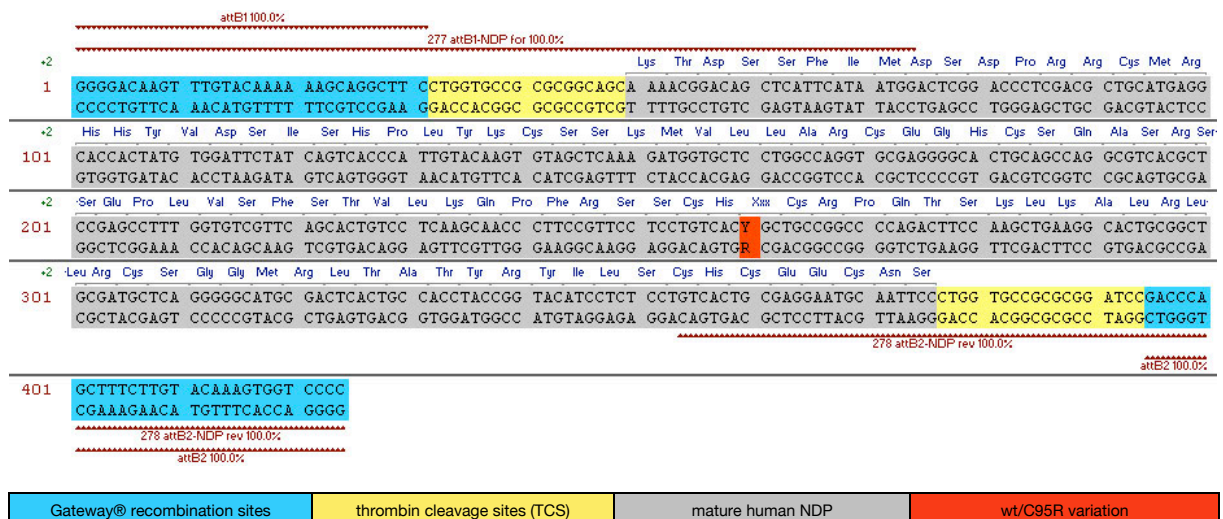 attB1 100.0%
277 attB1-NDP for 100.0%
+2 Lys Thr Asp Ser Ser Phe Ile Met Asp Ser Asp Pro Arg Arg Cys Met Arg
1 GGGGACAAGT TTGTACAAAA AAGCAGGCTT CCTGGTGCCG CGCGGCAGCA AAACGGACAG CTCATTCATA ATGGACTCGG ACCCTCGACG CTGCATGAGG
CCCCTGTTCA AACATGTTTT TTCGTCCGAA GGACCACGGC GCGCCGTCGT TTTGCCTGTC GAGTAAGTAT TACCTGAGCC TGGGAGCTGC GACGTACTCC
+2 His His Tyr Val Asp Ser Ile Ser His Pro Leu Tyr Lys Cys Ser Ser Lys Met Val Leu Leu Ala Arg Cys Glu Gly His Cys Ser Gln Ala Ser Arg Ser·
101 CACCACTATG TGGATTCTAT CAGTCACCCA TTGTACAAGT GTAGCTCAAA GATGGTGCTC CTGGCCAGGT GCGAGGGGCA CTGCAGCCAG GCGTCACGCT
GTGGTGATAC ACCTAAGATA GTCAGTGGGT AACATGTTCA CATCGAGTTT CTACCACGAG GACCGGTCCA CGCTCCCCGT GACGTCGGTC CGCAGTGCGA
+2 ·Ser Glu Pro Leu Val Ser Phe Ser Thr Val Leu Lys Gln Pro Phe Arg Ser Ser Cys His Xxx Cys Arg Pro Gln Thr Ser Lys Leu Lys Ala Leu Arg Leu·
201 CCGAGCCTTT GGTGTCGTTC AGCACTGTCC TCAAGCAACC CTTCCGTTCC TCCTGTCACY GCTGCCGGCC CCAGACTTCC AAGCTGAAGG CACTGCGGCT
GGCTCGGAAA CCACAGCAAG TCGTGACAGG AGTTCGTTGG GAAGGCAAGG AGGACAGTGR CGACGGCCGG GGTCTGAAGG TTCGACTTCC GTGACGCCGA
+2 ·Leu Arg Cys Ser Gly Gly Met Arg Leu Thr Ala Thr Tyr Arg Tyr Ile Leu Ser Cys His Cys Glu Glu Cys Asn Ser
301 GCGATGCTCA GGGGGCATGC GACTCACTGC CACCTACCGG TACATCCTCT CCTGTCACTG CGAGGAATGC AATTCCCTGG TGCCGCGCGG ATCCGACCCA
CGCTACGAGT CCCCCGTACG CTGAGTGACG GTGGATGGCC ATGTAGGAGA GGACAGTGAC GCTCCTTACG TTAAGGGACC ACGGCGCGCC TAGGCTGGGT
278 attB2-NDP rev 100.0%
attB2 100.0%
401 GCTTTCTTGT ACAAAGTGGT CCCC
CGAAAGAACA TGTTTCACCA GGGG
278 attB2-NDP rev 100.0%
attB2 100.0%
Gateway® recombination sites thrombin cleavage sites (TCS) mature human NDP wt/C95R variation